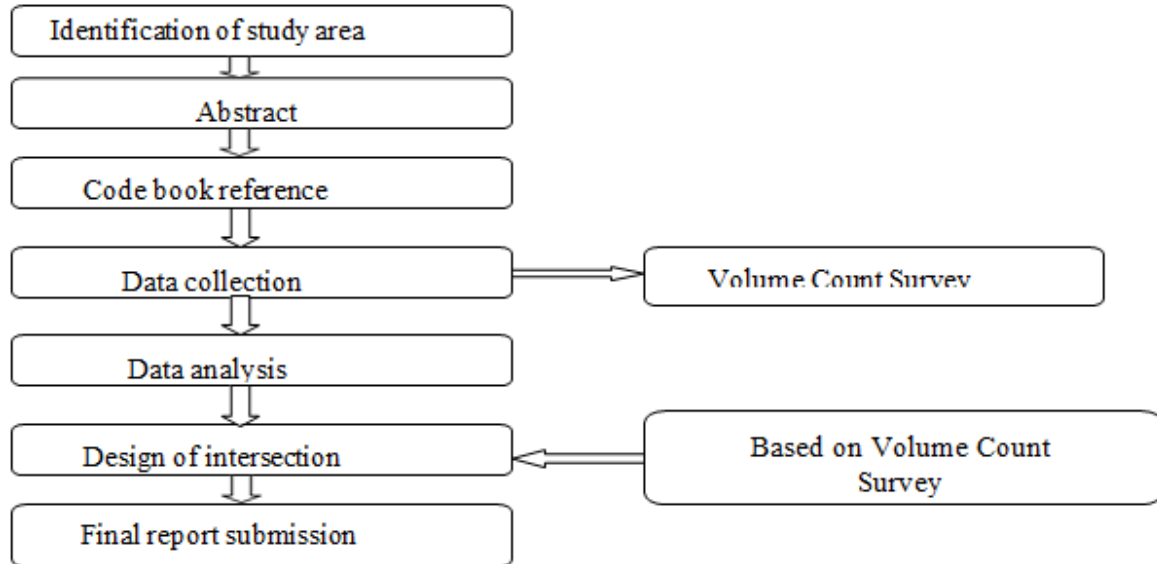 Identification of study area
Abstract
Code book reference
Data collection
Volume Count Survey
Data analysis
Design of intersection
Based on Volume Count
Survey
Final report submission